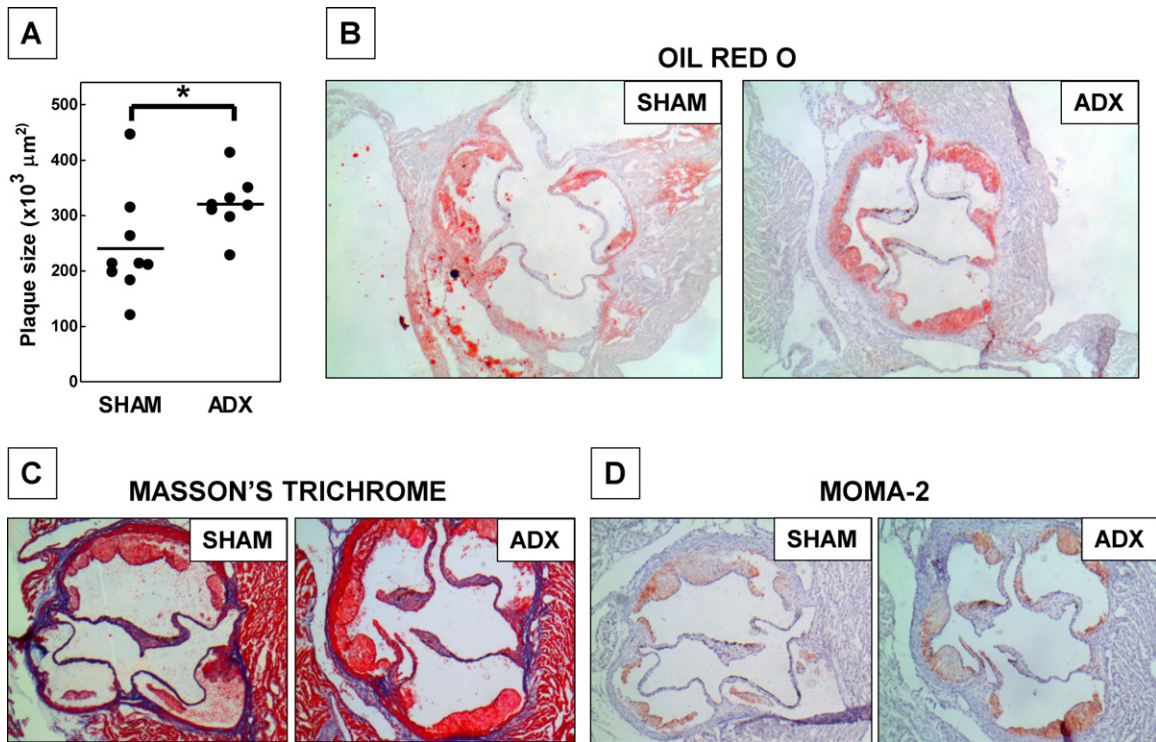 A
Plaque size (x10³ μm²)
500
400
300
200
100
0
*
SHAM
ADX
B
OIL RED O
SHAM
ADX
C
MASSON'S TRICHROME
SHAM
ADX
D
MOMA-2
SHAM
ADX